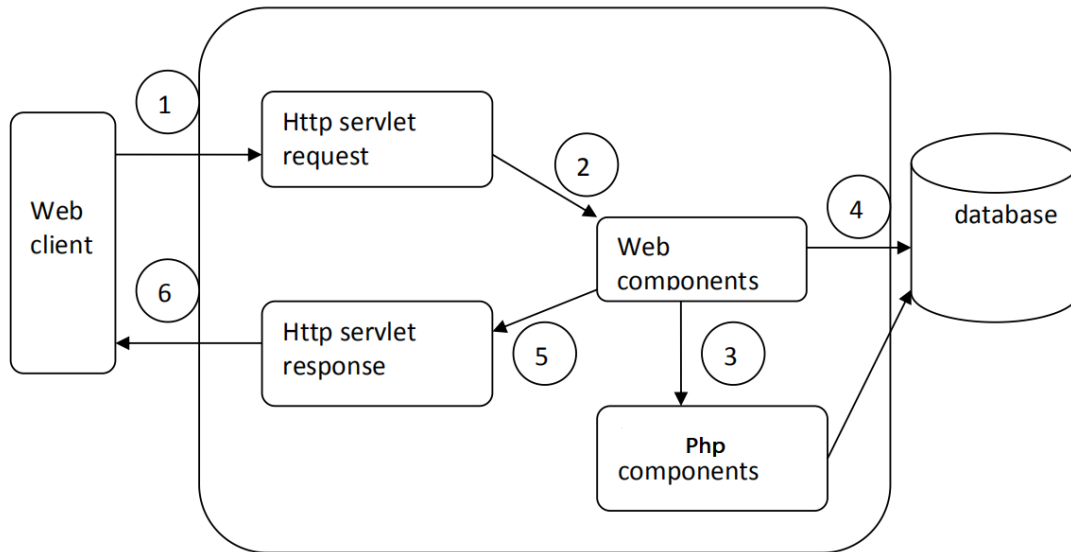 1
Http servlet
request
2
Web
client
4
database
Web
components
6
Http servlet
response
5
3
Php
components